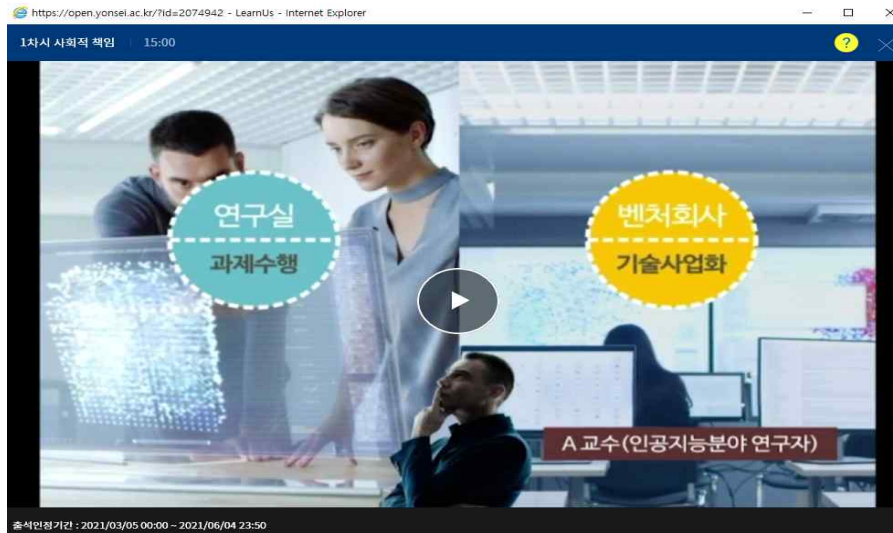 https://open.yonsei.ac.kr/?id=2074942 - LearnUs - Internet Explorer
1차시 사회적 책임 | 15:00
?
연구실
과제수행
벤처회사
기술사업화
A 교수(인공지능분야 연구자)
출석인정기간 : 2021/03/05 00:00 ~ 2021/06/04 23:50